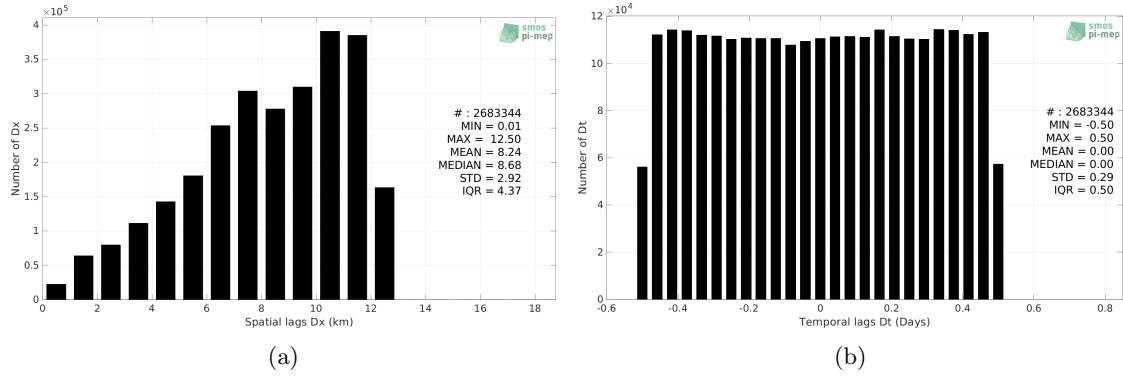 ×10⁵
4
3.5
3
2.5
2
1.5
1
0.5
0
Number of Dx
0 2 4 6 8 10 12 14 16 18
Spatial lags Dx (km)
smos
pi-mep
# : 2683344
MIN = 0.01
MAX = 12.50
MEAN = 8.24
MEDIAN = 8.68
STD = 2.92
IQR = 4.37
(a)
×10⁴
12
10
8
6
4
2
0
Number of Dt
-0.6 -0.4 -0.2 0 0.2 0.4 0.6 0.8
Temporal lags Dt (Days)
smos
pi-mep
# : 2683344
MIN = -0.50
MAX = 0.50
MEAN = 0.00
MEDIAN = 0.00
STD = 0.29
IQR = 0.50
(b)